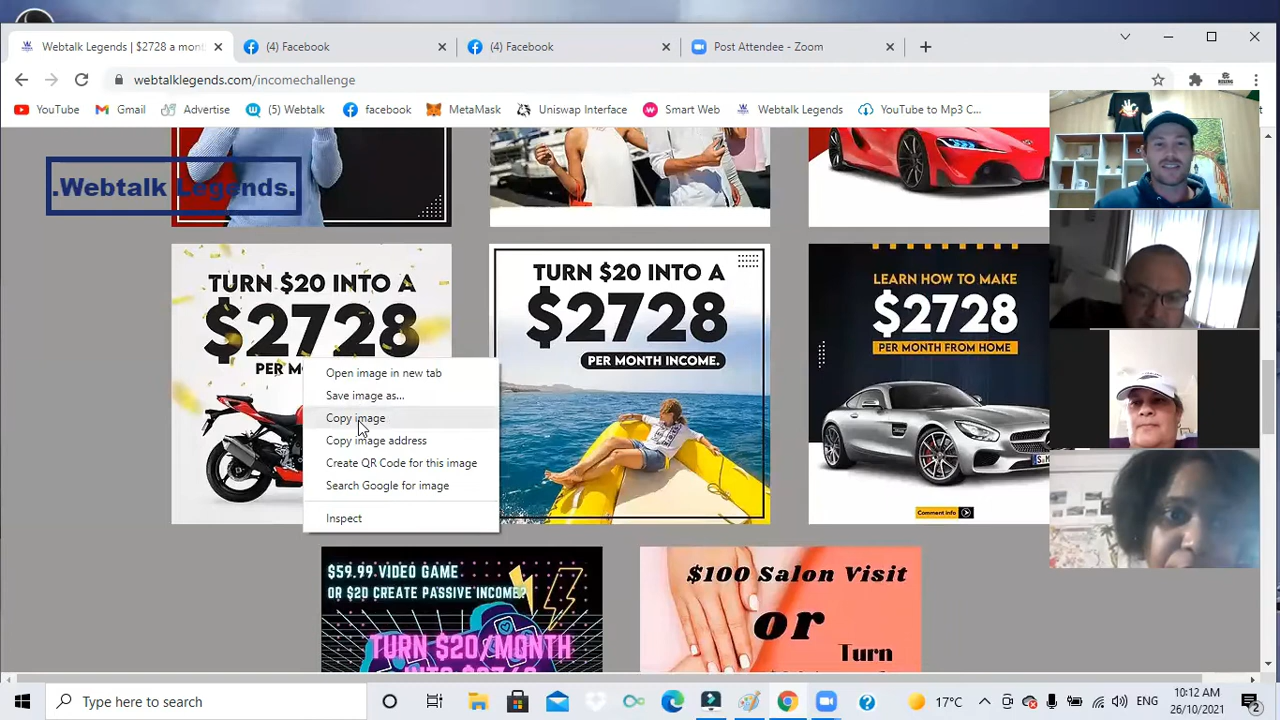 Webtalk Legends | $2728 a mont
(4) Facebook
(4) Facebook
Post Attendee - Zoom
webtalklegends.com/incomechallenge
YouTube
Gmail
Advertise
(5) Webtalk
facebook
MetaMask
Uniswap Interface
Smart Web
Webtalk Legends
YouTube to Mp3 C...
.Webtalk Legends.
TURN $20 INTO A
$2728
PER M
TURN $20 INTO A
$2728
PER MONTH INCOME.
LEARN HOW TO MAKE
$2728
PER MONTH FROM HOME
Comment info
Open image in new tab
Save image as...
Copy image
Copy image address
Create QR Code for this image
Search Google for image
Inspect
$59.99 VIDEO GAME
OR $20 CREATE PASSIVE INCOME?
TURN $20/MONTH
$100 Salon Visit
or
Turn
Type here to search
17°C
ENG
10:12 AM
26/10/2021
2